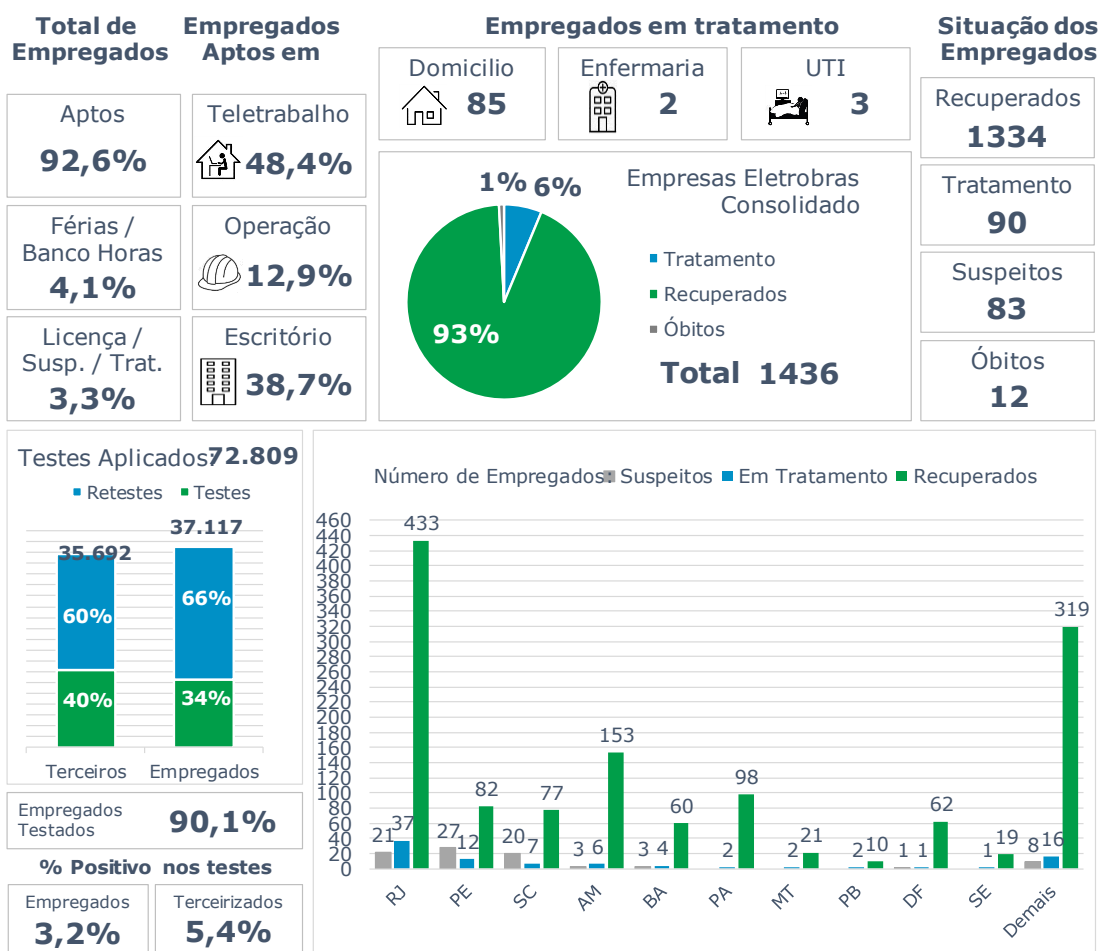 Total de
Empregados
Aptos
92,6%
Férias /
Banco Horas
4,1%
Licença /
Susp. / Trat.
3,3%
Empregados
Aptos em
Teletrabalho
48,4%
Operação
12,9%
Escritório
38,7%
Empregados em tratamento
Domicilio
85
Enfermaria
2
UTI
3
1% 6%
93%
Empresas Eletrobras
Consolidado
Tratamento
Recuperados
Óbitos
Total 1436
Situação dos
Empregados
Recuperados
1334
Tratamento
90
Suspeitos
83
Óbitos
12
Testes Aplicados: 72.809
Retestes Testes
35.692
37.117
60%
66%
40%
34%
Terceiros Empregados
Empregados
Testados
90,1%
% Positivo nos testes
Empregados
3,2%
Terceirizados
5,4%
Número de Empregados: Suspeitos Em Tratamento Recuperados
460
440
420
400
380
360
340
320
300
280
260
240
220
200
180
160
140
120
100
80
60
40
20
0
21 37 433
27 12 82
20 7 77
3 6 153
3 4 60
2 98
2 21
2 10
1 1 62
1 19
8 16 319
RJ PE SC AM BA PA MT PB DF SE Demais